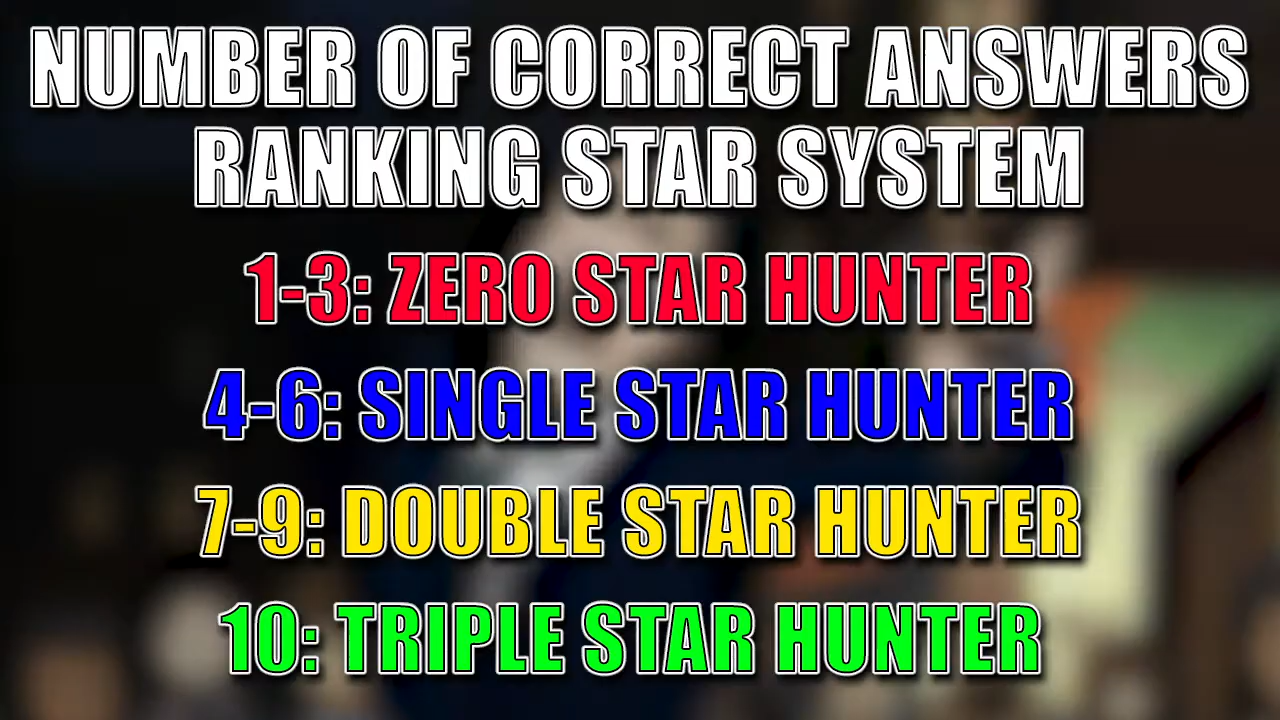 NUMBER OF CORRECT ANSWERS
RANKING STAR SYSTEM
1-3: ZERO STAR HUNTER
4-6: SINGLE STAR HUNTER
7-9: DOUBLE STAR HUNTER
10: TRIPLE STAR HUNTER